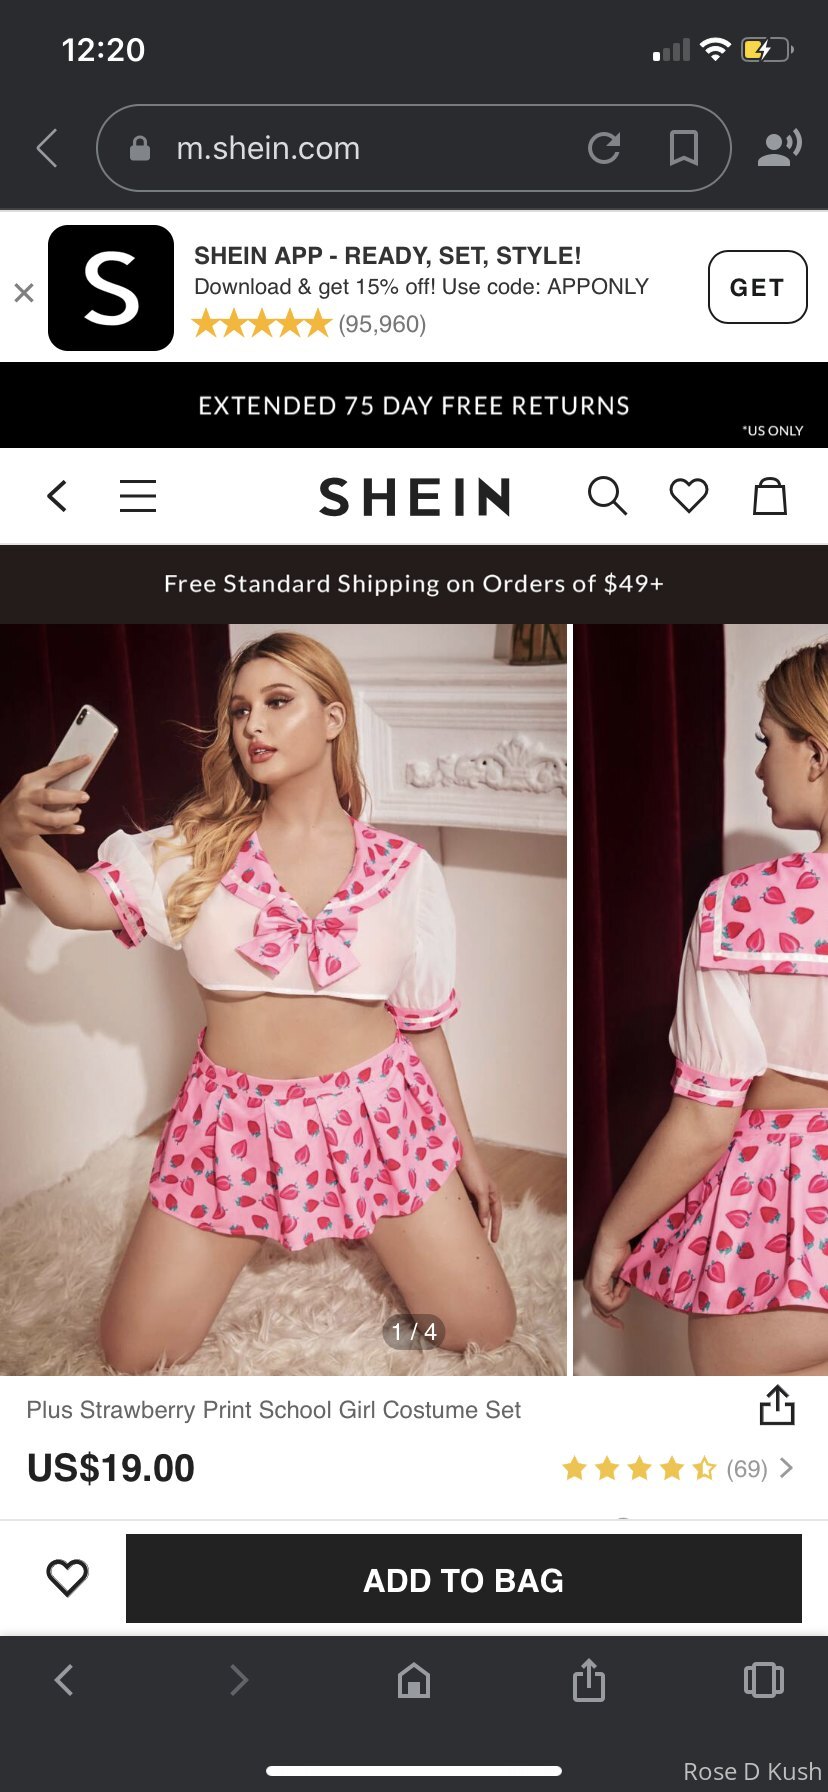 12:20
m.shein.com
S
SHEIN APP - READY, SET, STYLE!
Download & get 15% off! Use code: APPONLY
(95,960)
GET
EXTENDED 75 DAY FREE RETURNS
*US ONLY
SHEIN
Free Standard Shipping on Orders of $49+
1 / 4
Plus Strawberry Print School Girl Costume Set
US$19.00
(69)
ADD TO BAG
Rose D Kush